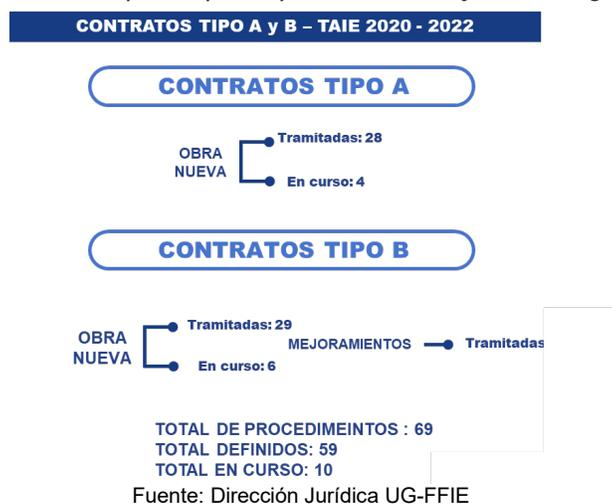 CONTRATOS TIPO A y B – TAIE 2020 - 2022
CONTRATOS TIPO A
OBRA NUEVA
Tramitadas: 28
En curso: 4
CONTRATOS TIPO B
OBRA NUEVA
Tramitadas: 29
En curso: 6
MEJORAMIENTOS
Tramitadas
TOTAL DE PROCEDIMEINTOS : 69
TOTAL DEFINIDOS: 59
TOTAL EN CURSO: 10
Fuente: Dirección Jurídica UG-FFIE